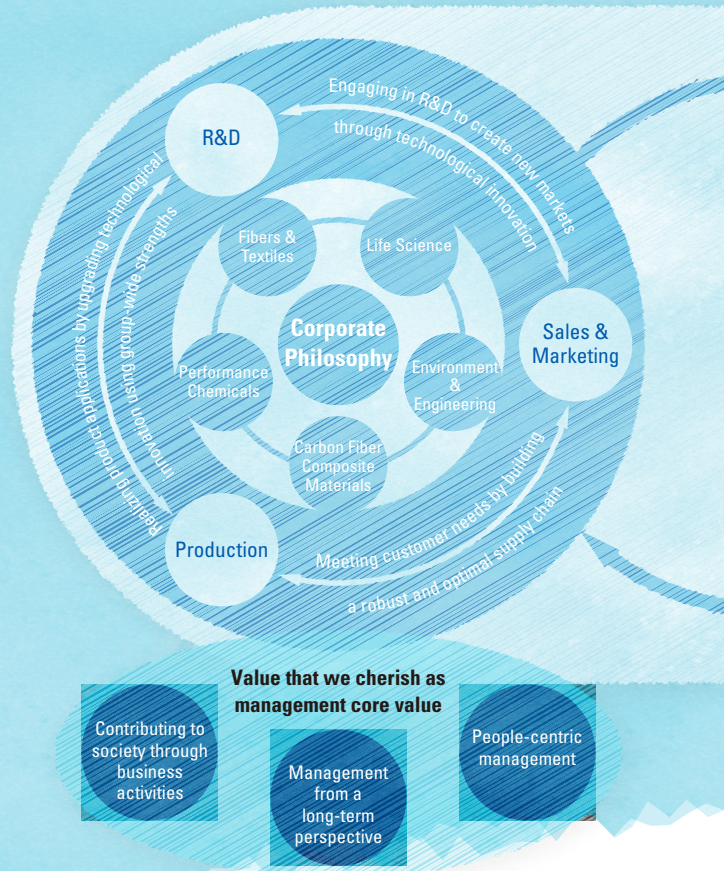 R&D
Engaging in R&D to create new markets
through technological innovation
Realizing product applications by upgrading technological
innovation using group-wide strengths
Fibers &
Textiles
Life Science
Corporate
Philosophy
Sales &
Marketing
Performance
Chemicals
Environment
&
Engineering
Carbon Fiber
Composite
Materials
Production
Meeting customer needs by building
a robust and optimal supply chain
Value that we cherish as
management core value
Contributing to
society through
business
activities
Management
from a
long-term
perspective
People-centric
management